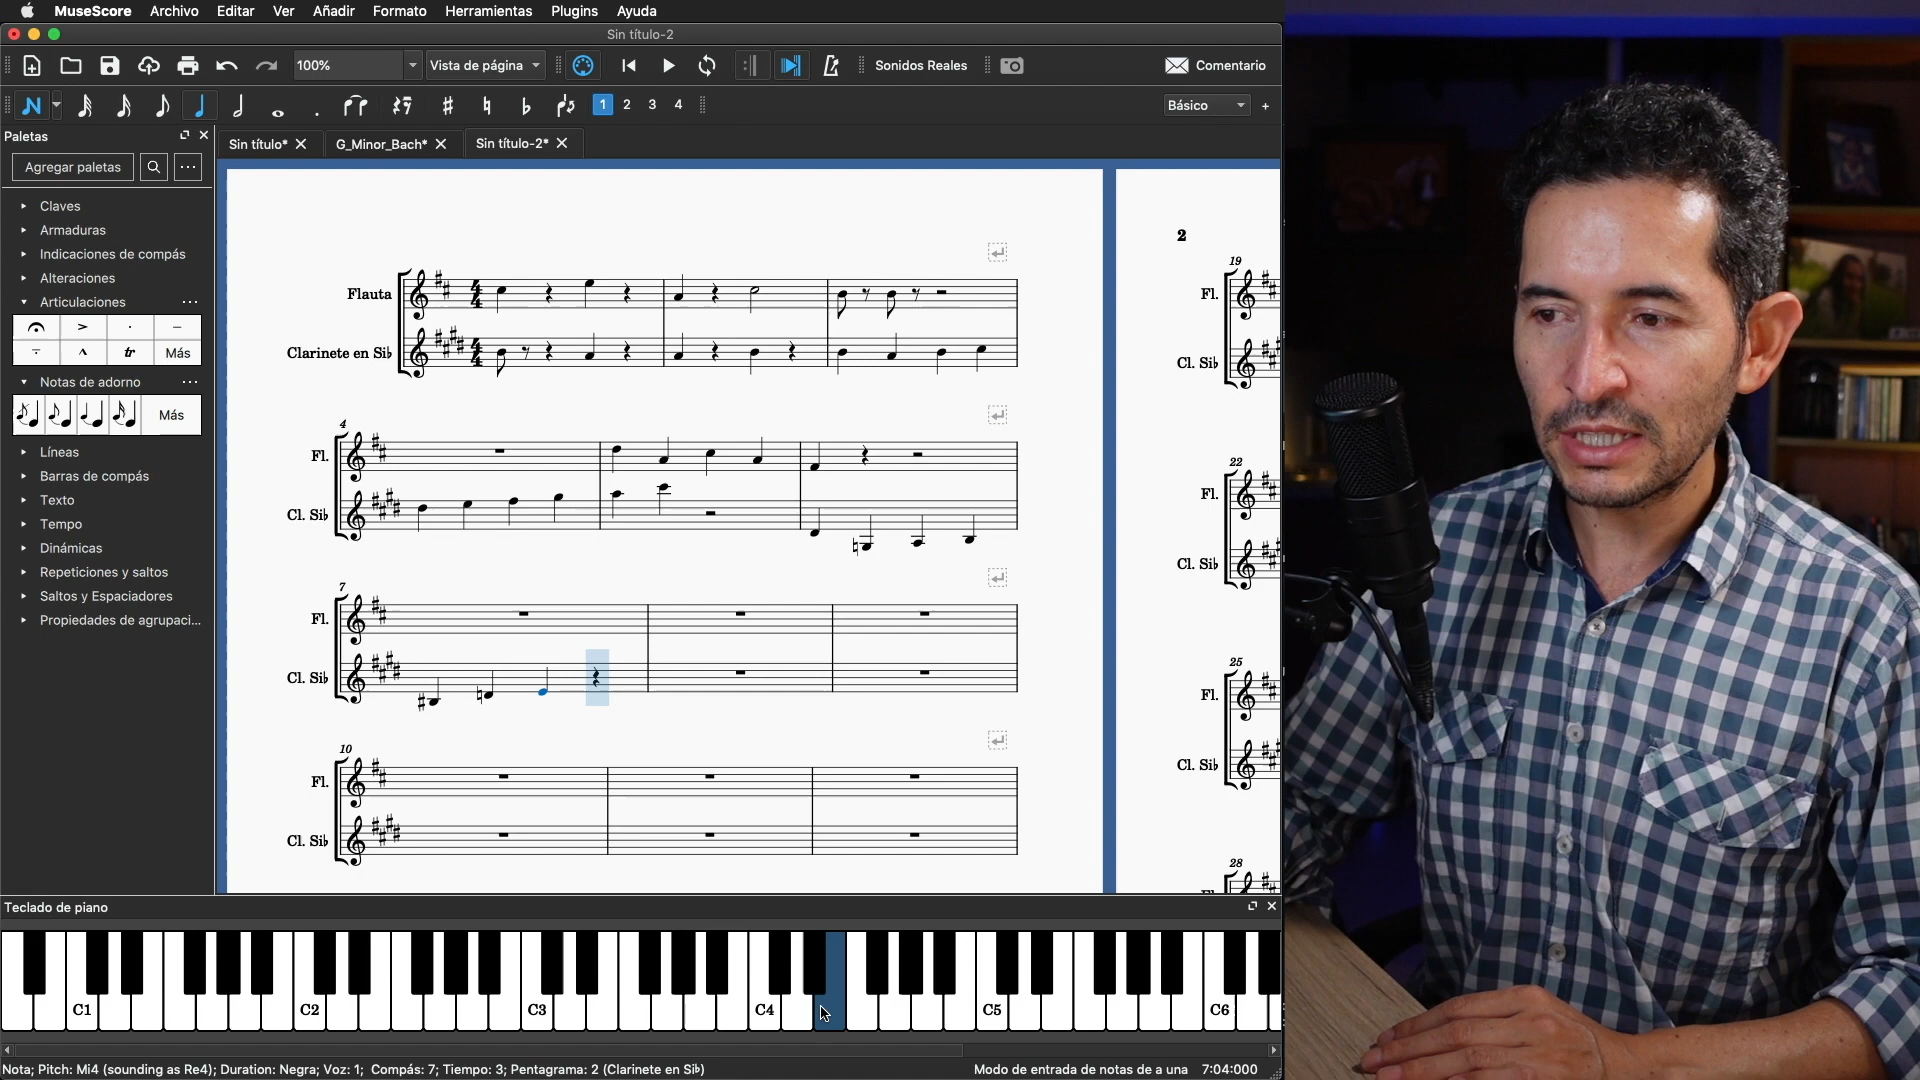 MuseScore Archivo Editar Ver Añadir Formato Herramientas Plugins Ayuda
Sin título-2
100% Vista de página Sonidos Reales Comentario
1 2 3 4 Básico +
Paletas
Sin título* G_Minor_Bach* Sin título-2*
Agregar paletas
Claves
Armaduras
Indicaciones de compás
Alteraciones
Articulaciones
tr Más
Notas de adorno
Más
Líneas
Barras de compás
Texto
Tempo
Dinámicas
Repeticiones y saltos
Saltos y Espaciadores
Propiedades de agrupaci...
Flauta
Clarinete en Si♭
4
Fl.
Cl. Si♭
7
Fl.
Cl. Si♭
10
Fl.
Cl. Si♭
2
19
Fl.
Cl. Si♭
22
Fl.
Cl. Si♭
25
Fl.
Cl. Si♭
28
Teclado de piano
C1 C2 C3 C4 C5 C6
Nota; Pitch: Mi4 (sounding as Re4); Duration: Negra; Voz: 1; Compás: 7; Tiempo: 3; Pentagrama: 2 (Clarinete en Si♭)
Modo de entrada de notas de a una 7:04:000